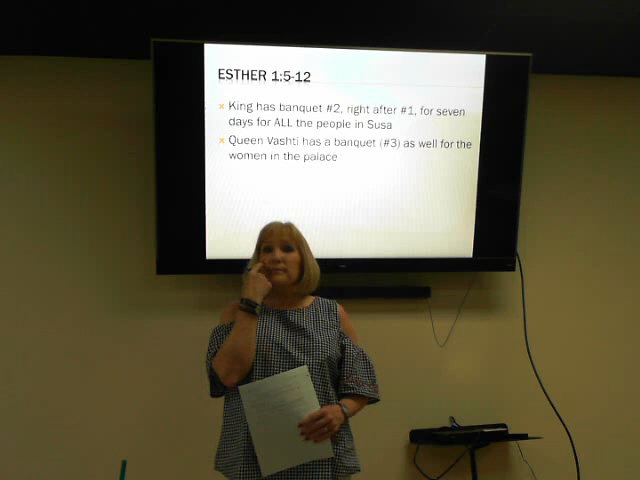 ESTHER 1:5-12
King has banquet #2, right after #1, for seven
days for ALL the people in Susa
Queen Vashti has a banquet (#3) as well for the
women in the palace